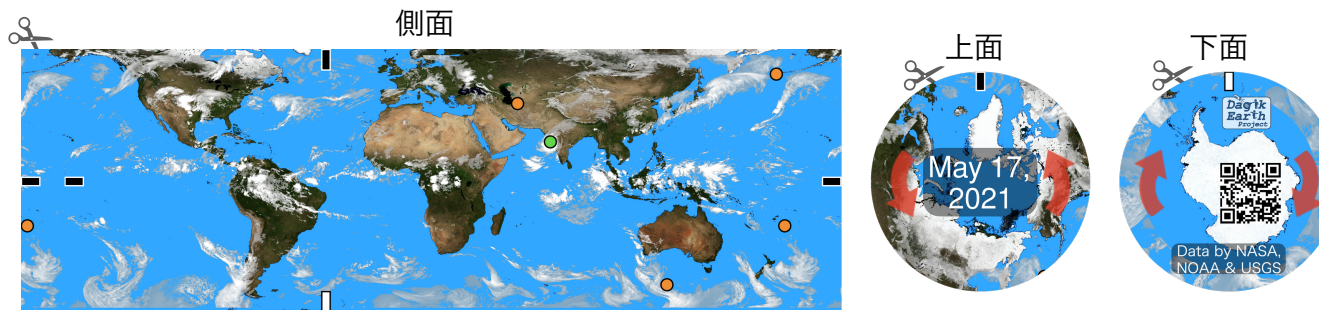 側面
上面
下面
May 17,
2021
Dagik
Earth
Project
Data by NASA,
NOAA & USGS